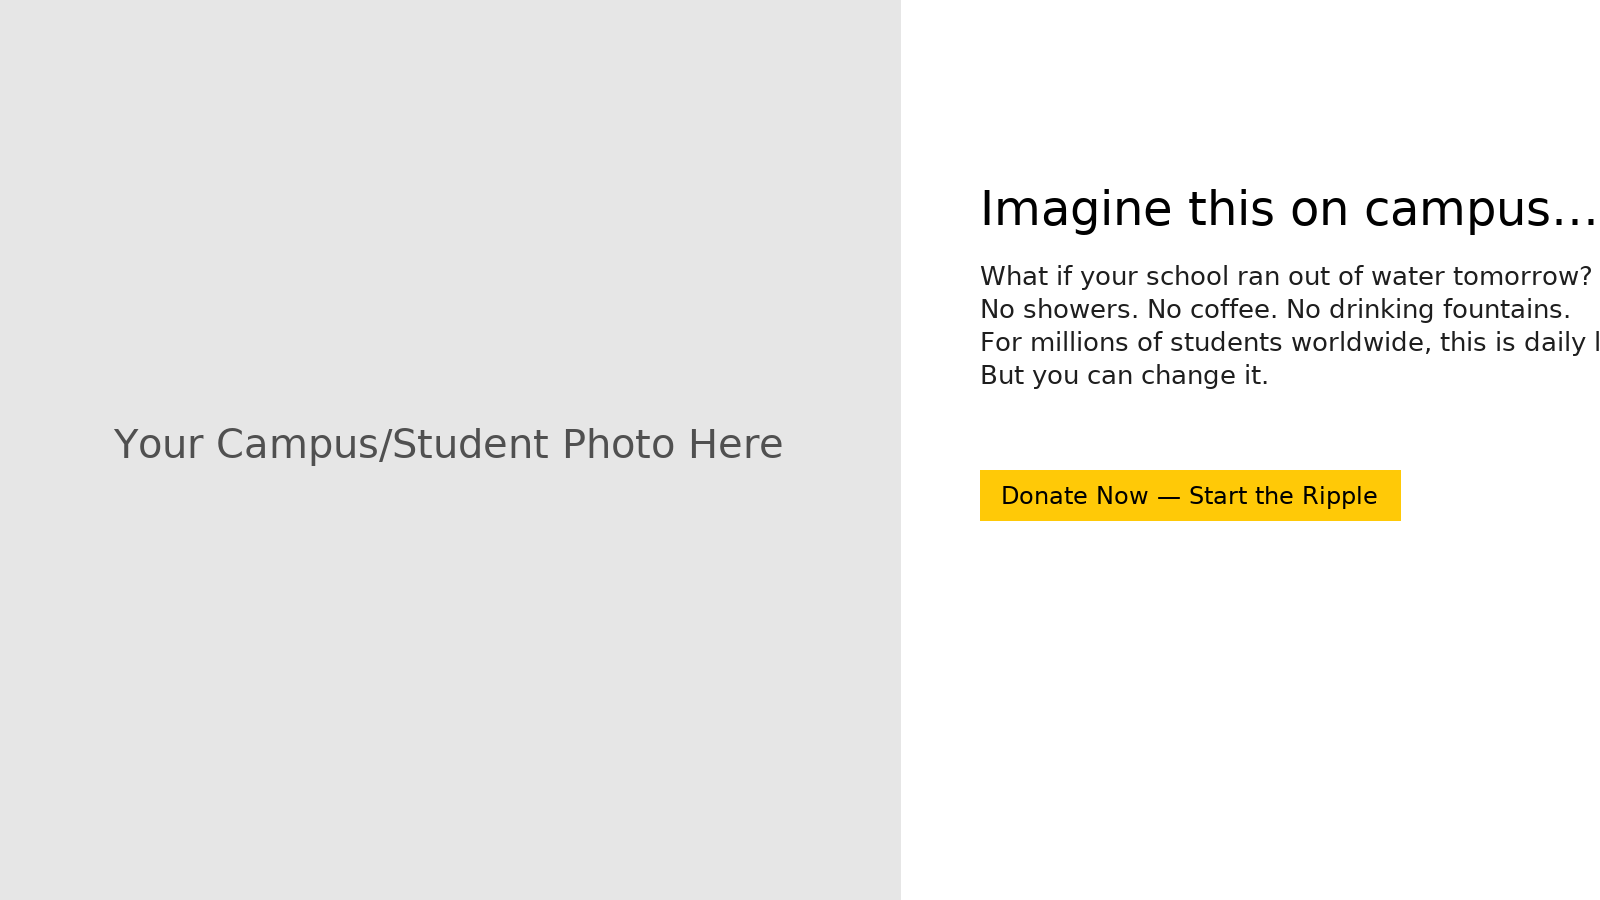 Your Campus/Student Photo Here
Imagine this on campus...
What if your school ran out of water tomorrow?
No showers. No coffee. No drinking fountains.
For millions of students worldwide, this is daily
But you can change it.
Donate Now — Start the Ripple